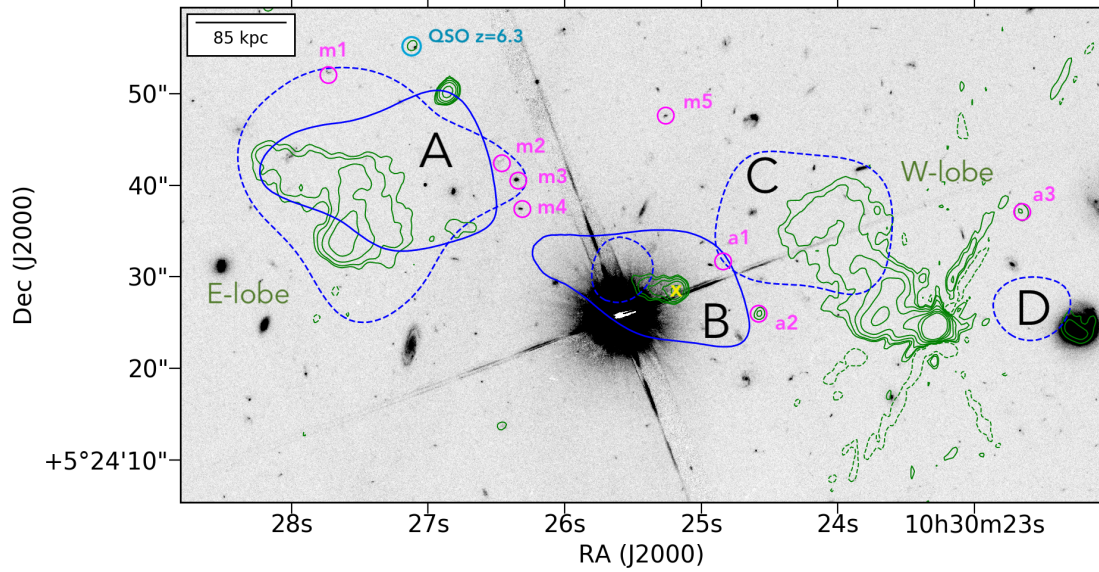 85 kpc
QSO z=6.3
m1
50"
m5
A
m2
40"
m3
C
W-lobe
m4
a3
a1
30"
E-lobe
x
B
D
a2
20"
+5°24'10"
28s
27s
26s
25s
24s
10h30m23s
RA (J2000)
Dec (J2000)